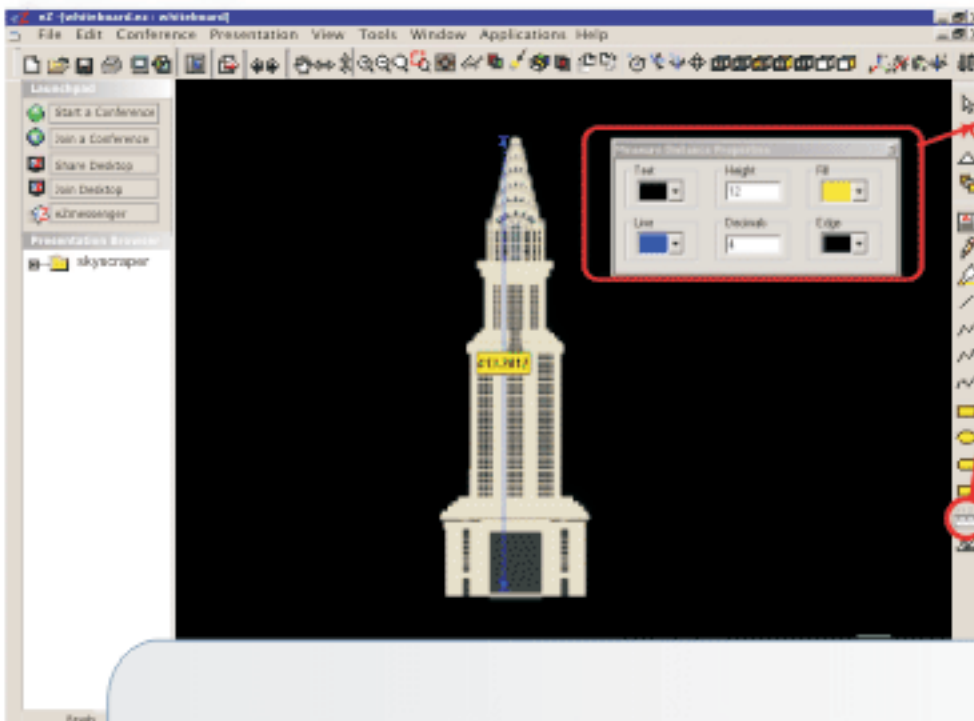 eZ -[whiteboard.ez : whiteboard]
File Edit Conference Presentation View Tools Window Applications Help
Launchpad
Start a Conference
Join a Conference
Share Desktop
Join Desktop
eZmessenger
Presentation Browser
skyscraper
Measure Distance Properties
Text Height Fill
12
Line Decimals Edge
4
Ready